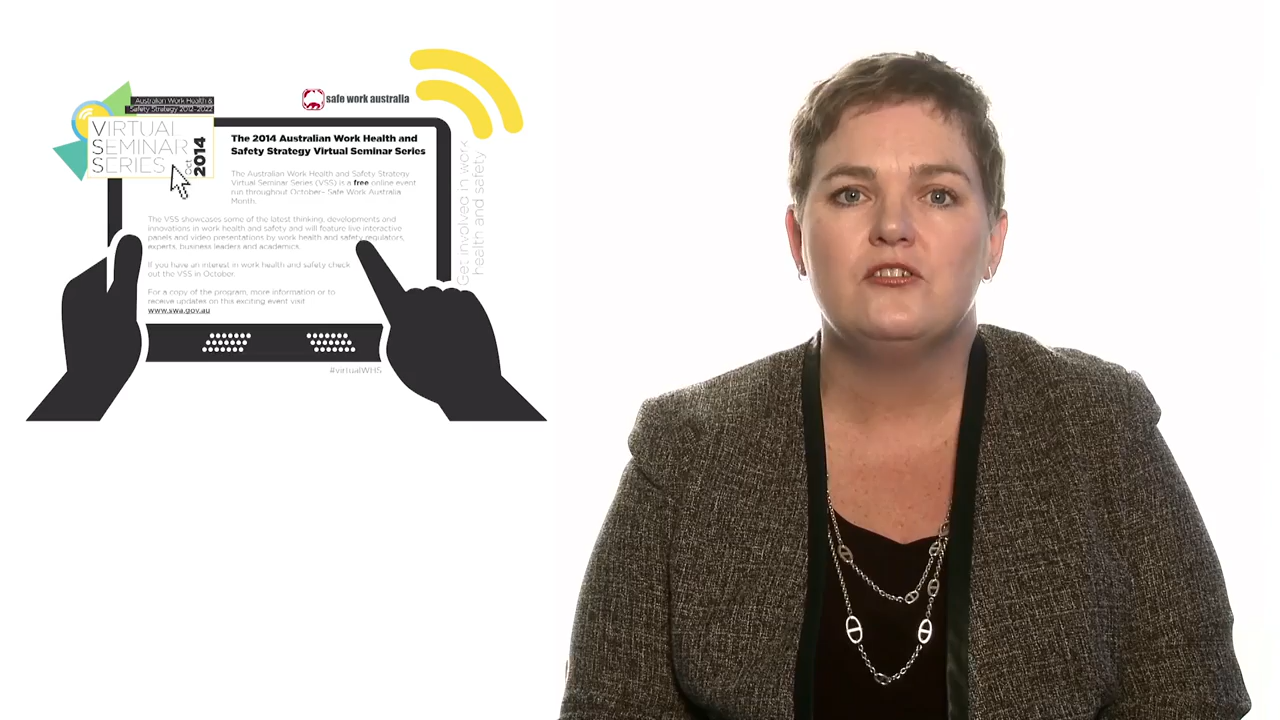 safe work australia
Australian Work Health &
Safety Strategy 2012-2022
VIRTUAL
SEMINAR
SERIES
Oct
2014
The 2014 Australian Work Health and
Safety Strategy Virtual Seminar Series
The Australian Work Health and Safety Strategy
Virtual Seminar Series (VSS) is a free online event
run throughout October– Safe Work Australia
Month.
The VSS showcases some of the latest thinking, developments and
innovations in work health and safety and will feature live interactive
panels and video presentations by work health and safety regulators,
experts, business leaders and academics.
If you have an interest in work health and safety check
out the VSS in October.
For a copy of the program, more information or to
receive updates on this exciting event visit
www.swa.gov.au
Get involved in work
health and safety
#virtualWHS